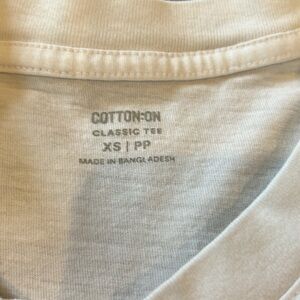 COTTON:ON
CLASSIC TEE
XS | PP
MADE IN BANGLADESH